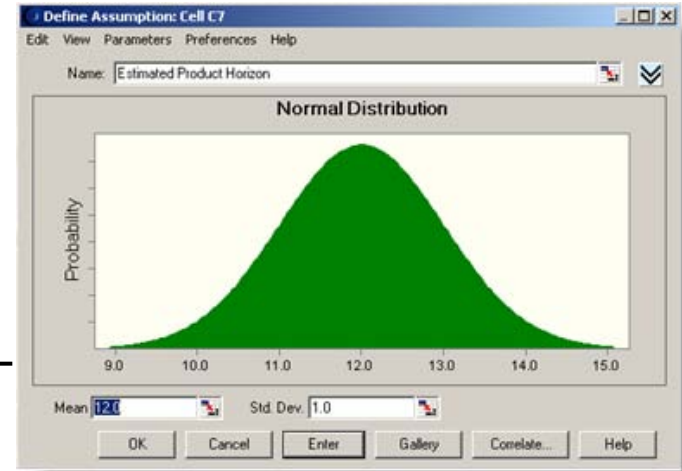 Define Assumption: Cell C7
Edit View Parameters Preferences Help
Name: Estimated Product Horizon
Normal Distribution
Probability
9.0 10.0 11.0 12.0 13.0 14.0 15.0
Mean 12.0 Std. Dev. 1.0
OK Cancel Enter Gallery Correlate... Help